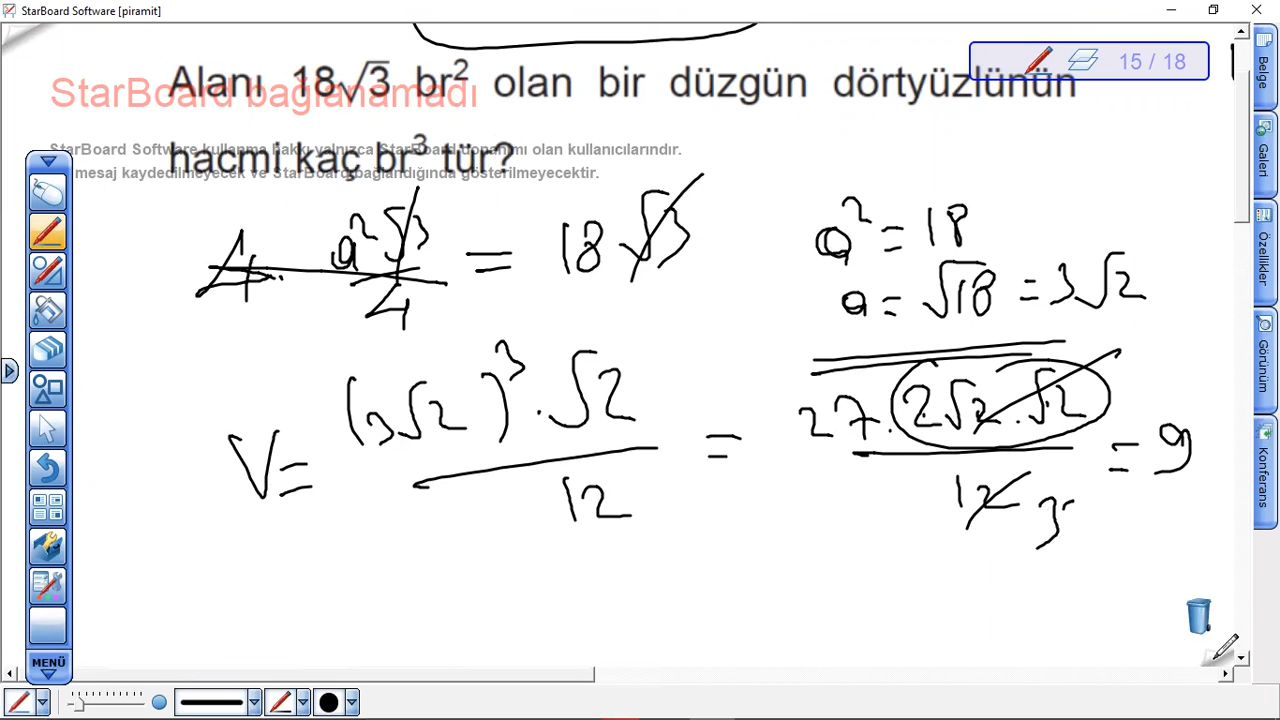 StarBoard Software [piramit]
15 / 18
Alanı 18√3 br² olan bir düzgün dörtyüzlünün
StarBoard bağlanamadı
StarBoard Software kullanma hakkı yalnızca StarBoard donanımı olan kullanıcılarındır.
hacmi kaç br³ tür?
mesaj kaydedilmeyecek ve StarBoard bağlandığında gösterilmeyecektir.
4 . a²√3 / 4 = 18√3
a² = 18
a = √18 = 3√2
V = (3√2)³ . √2 / 12 = 27 . 2√2 . √2 / 12 3 = 9
Belge
Galeri
Özellikler
Görünüm
Konferans
MENÜ